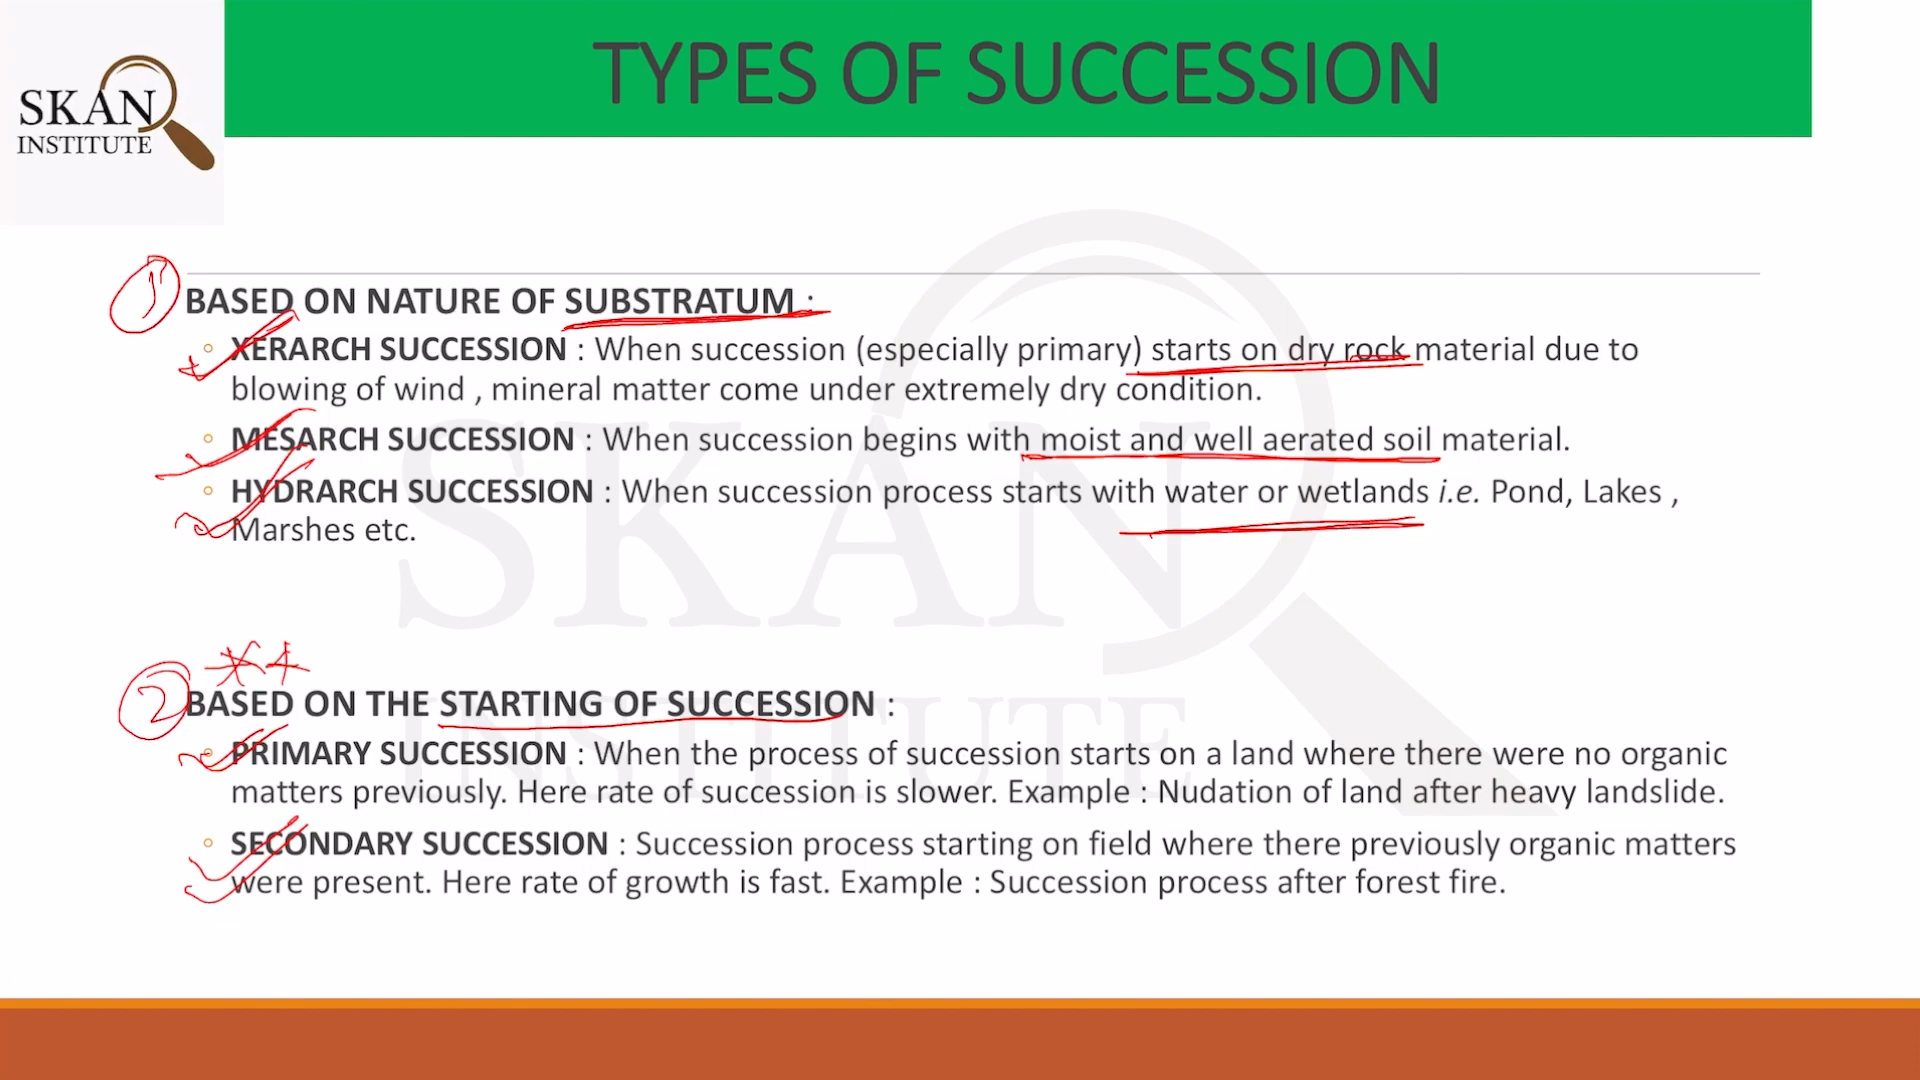 SKAN
INSTITUTE
TYPES OF SUCCESSION
1
BASED ON NATURE OF SUBSTRATUM :
XERARCH SUCCESSION : When succession (especially primary) starts on dry rock material due to
blowing of wind , mineral matter come under extremely dry condition.
MESARCH SUCCESSION : When succession begins with moist and well aerated soil material.
HYDRARCH SUCCESSION : When succession process starts with water or wetlands i.e. Pond, Lakes ,
Marshes etc.
2
BASED ON THE STARTING OF SUCCESSION :
PRIMARY SUCCESSION : When the process of succession starts on a land where there were no organic
matters previously. Here rate of succession is slower. Example : Nudation of land after heavy landslide.
SECONDARY SUCCESSION : Succession process starting on field where there previously organic matters
were present. Here rate of growth is fast. Example : Succession process after forest fire.
SKAN
INSTITUTE